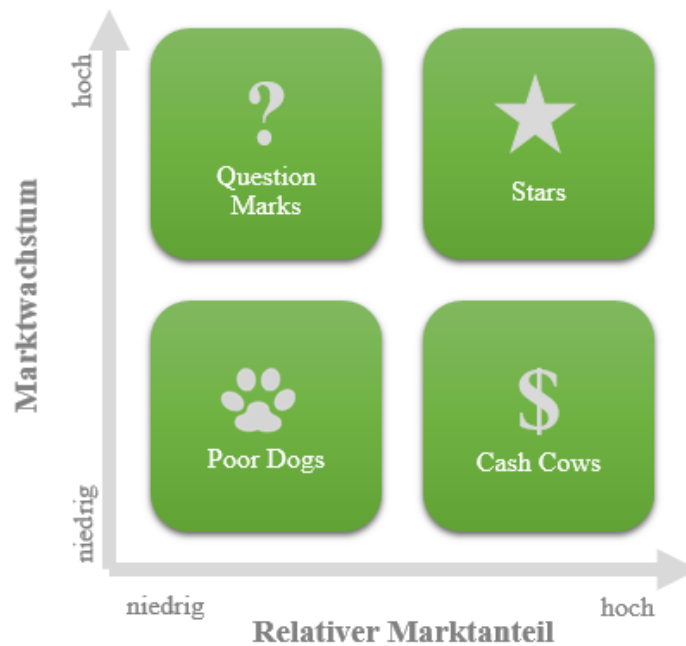 hoch
?
Question
Marks
Stars
Marktwachstum
$
Poor Dogs
Cash Cows
niedrig
niedrig
hoch
Relativer Marktanteil